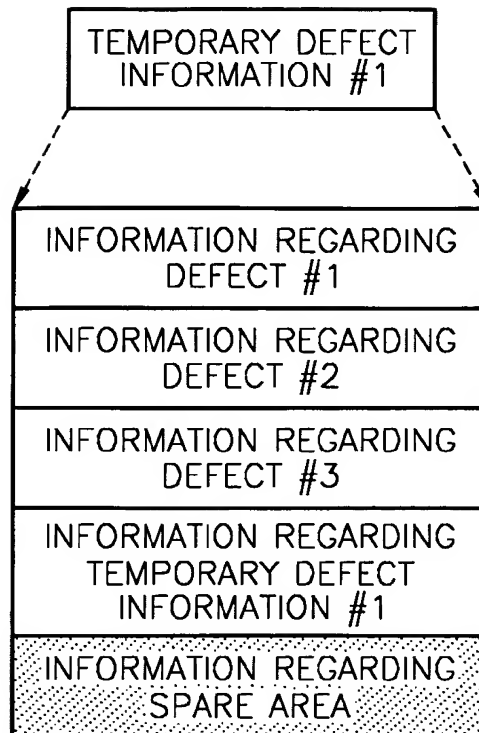 TEMPORARY DEFECT
INFORMATION #1
INFORMATION REGARDING
DEFECT #1
INFORMATION REGARDING
DEFECT #2
INFORMATION REGARDING
DEFECT #3
INFORMATION REGARDING
TEMPORARY DEFECT
INFORMATION #1
INFORMATION REGARDING
SPARE AREA